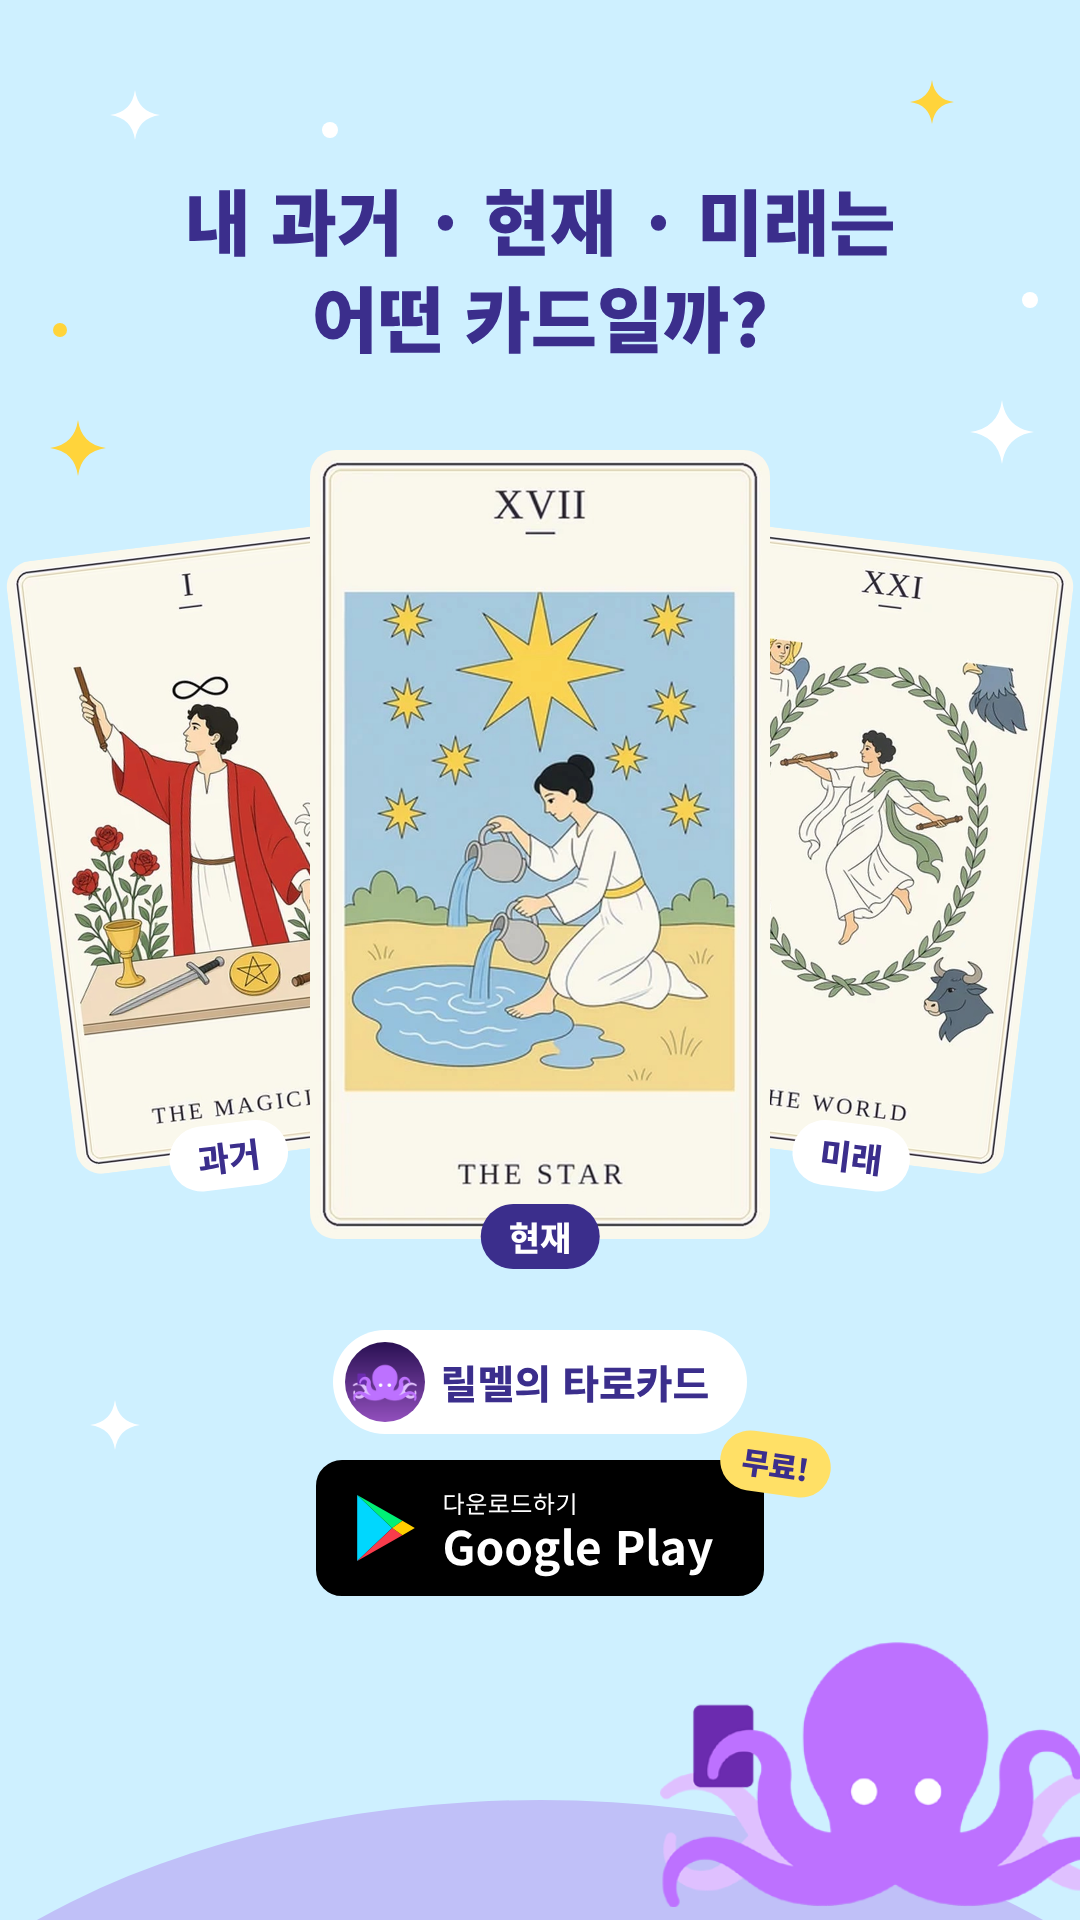 내 과거 · 현재 · 미래는
어떤 카드일까?
I
THE MAGICI
과거
XVII
THE STAR
현재
XXI
HE WORLD
미래
릴멜의 타로카드
무료!
다운로드하기
Google Play